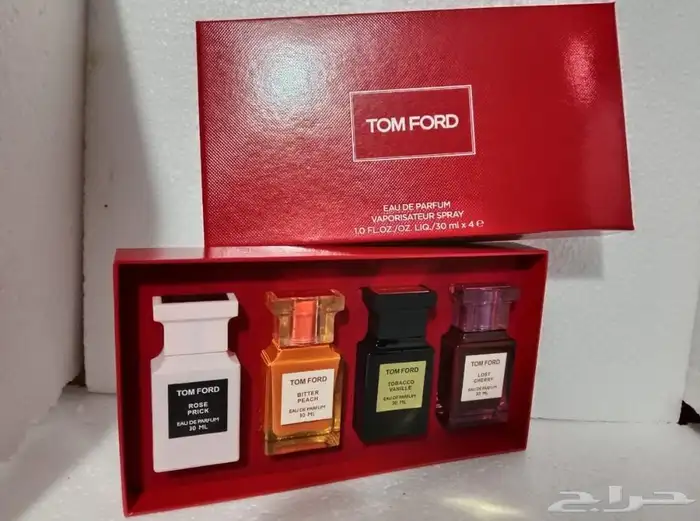 TOM FORD
EAU DE PARFUM
VAPORISATEUR SPRAY
1.0 FL.OZ./OZ. LIQ./30 ml x 4 e
TOM FORD
ROSE
PRICK
EAU DE PARFUM
30 ML
TOM FORD
BITTER
PEACH
EAU DE PARFUM
30 ML
TOM FORD
TOBACCO
VANILLE
EAU DE PARFUM
30 ML
TOM FORD
LOST
CHERRY
EAU DE PARFUM
30 ML
حراج